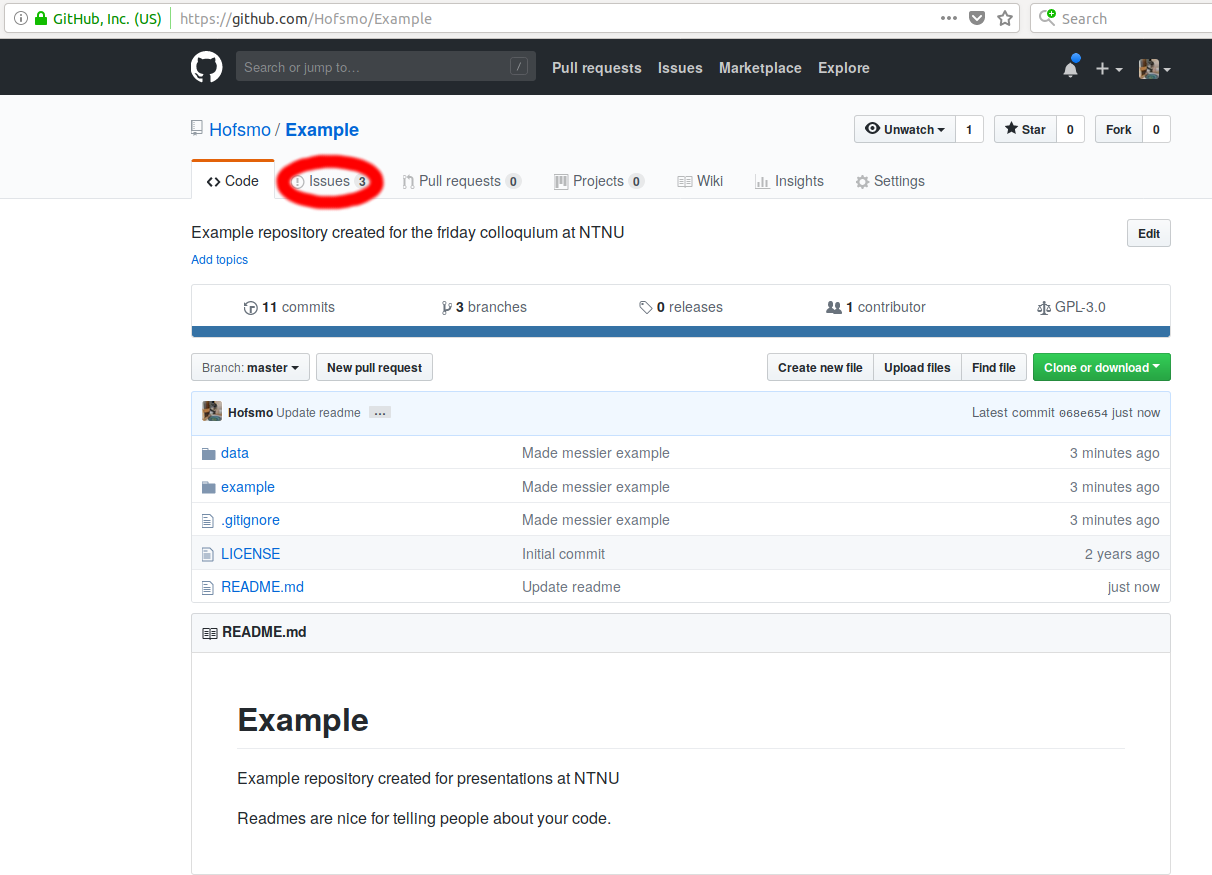 GitHub, Inc. (US) https://github.com/Hofsmo/Example Search
Search or jump to… / Pull requests Issues Marketplace Explore
Hofsmo / Example Unwatch 1 Star 0 Fork 0
Code Issues 3 Pull requests 0 Projects 0 Wiki Insights Settings
Example repository created for the friday colloquium at NTNU Edit
Add topics
11 commits 3 branches 0 releases 1 contributor GPL-3.0
Branch: master New pull request Create new file Upload files Find file Clone or download
Hofsmo Update readme … Latest commit 068e654 just now
data Made messier example 3 minutes ago
example Made messier example 3 minutes ago
.gitignore Made messier example 3 minutes ago
LICENSE Initial commit 2 years ago
README.md Update readme just now
README.md
Example
Example repository created for presentations at NTNU
Readmes are nice for telling people about your code.